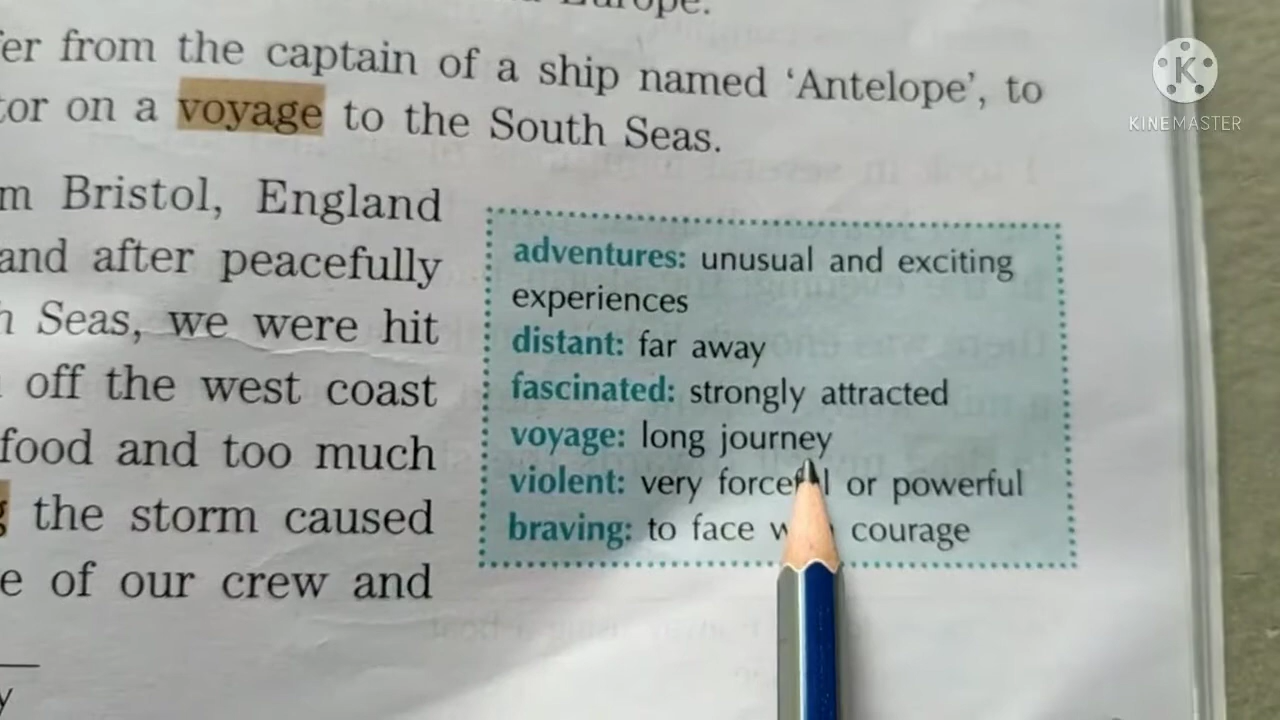 Europe.
er from the captain of a ship named ‘Antelope’, to
tor on a voyage to the South Seas.
m Bristol, England
and after peacefully
h Seas, we were hit
off the west coast
food and too much
g the storm caused
e of our crew and
y
adventures: unusual and exciting
experiences
distant: far away
fascinated: strongly attracted
voyage: long journey
violent: very forceful or powerful
braving: to face courage
K
KINEMASTER